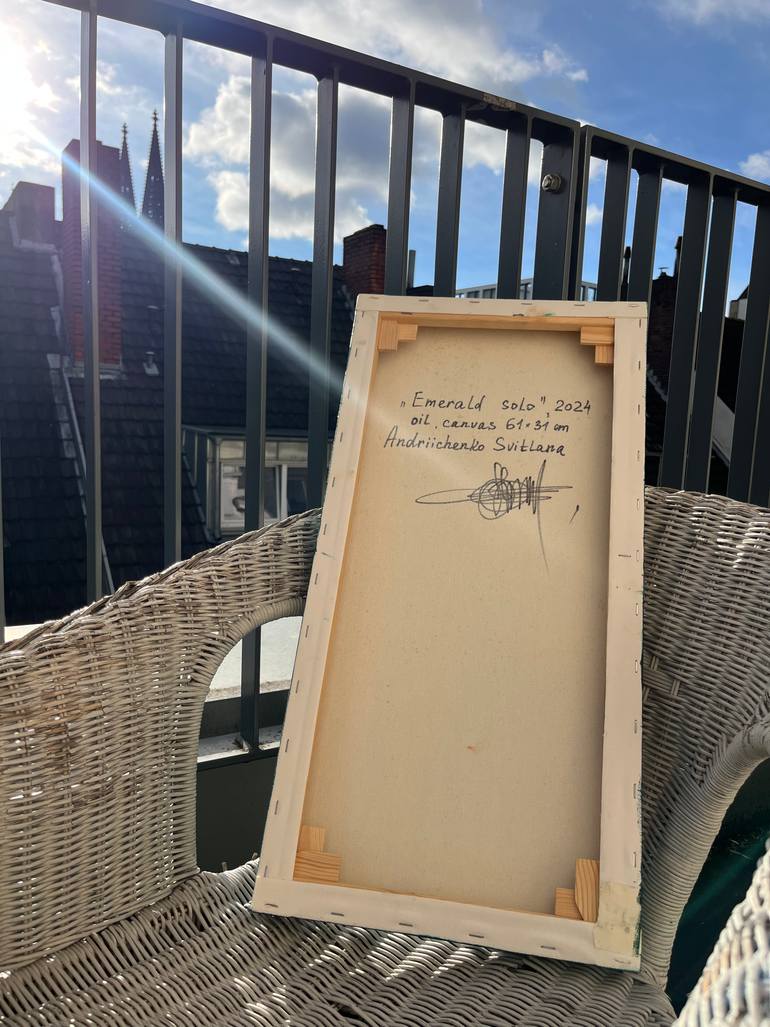 „Emerald solo”, 2024
oil, canvas 61×31 cm
Andriichenko Svitlana